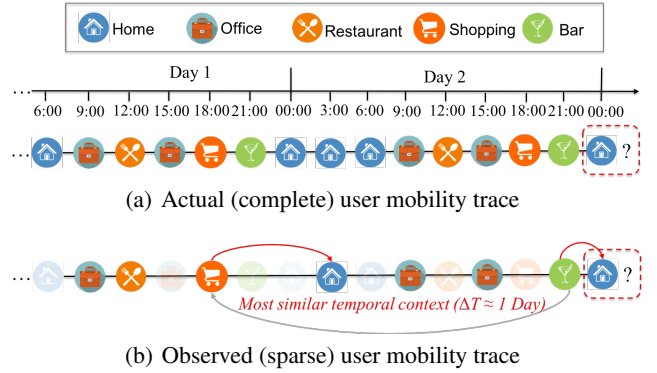 Home Office Restaurant Shopping Bar
Day 1 Day 2
...
6:00 9:00 12:00 15:00 18:00 21:00 00:00 3:00 6:00 9:00 12:00 15:00 18:00 21:00 00:00
... ?
(a) Actual (complete) user mobility trace
... ?
Most similar temporal context (ΔT ≈ 1 Day)
(b) Observed (sparse) user mobility trace